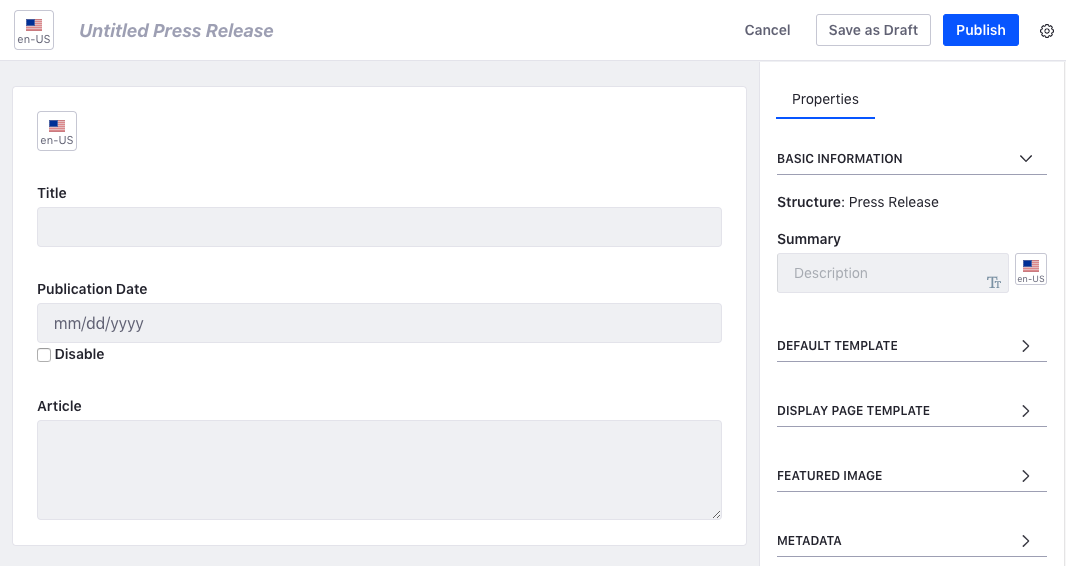 en-US
Untitled Press Release
Cancel
Save as Draft
Publish
en-US
Title
Publication Date
mm/dd/yyyy
Disable
Article
Properties
BASIC INFORMATION
Structure: Press Release
Summary
Description
en-US
DEFAULT TEMPLATE
DISPLAY PAGE TEMPLATE
FEATURED IMAGE
METADATA